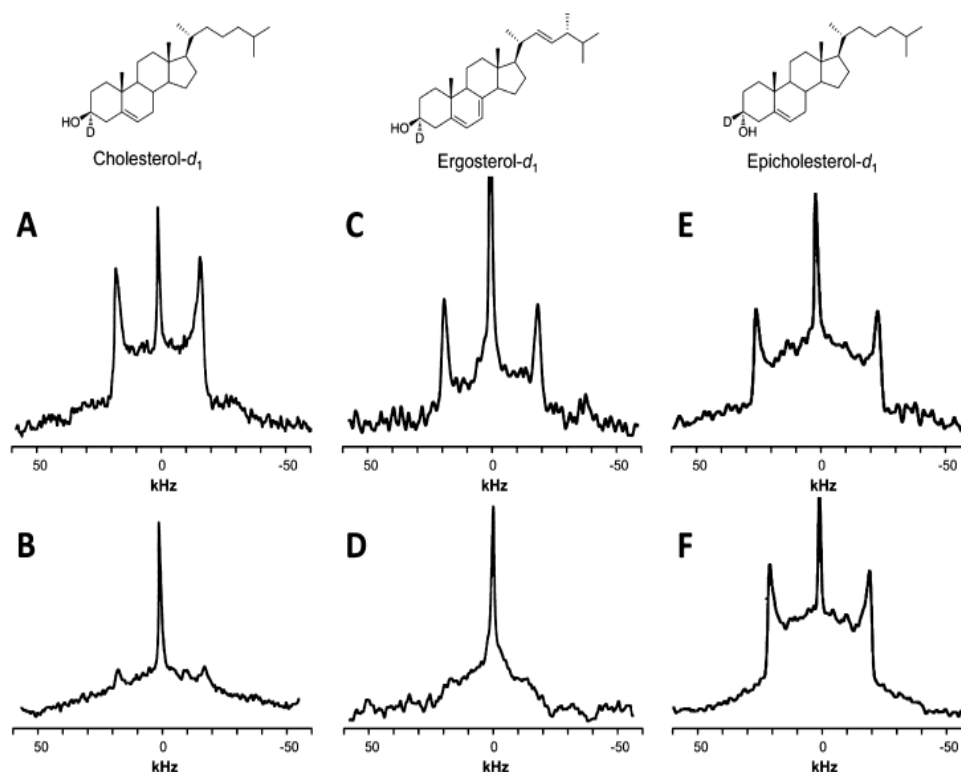 HO
D
HO
D
D
OH
Cholesterol-d1
Ergosterol-d1
Epicholesterol-d1
A
C
E
50 0 -50
kHz
50 0 -50
kHz
50 0 -50
kHz
B
D
F
50 0 -50
kHz
50 0 -50
kHz
50 0 -50
kHz